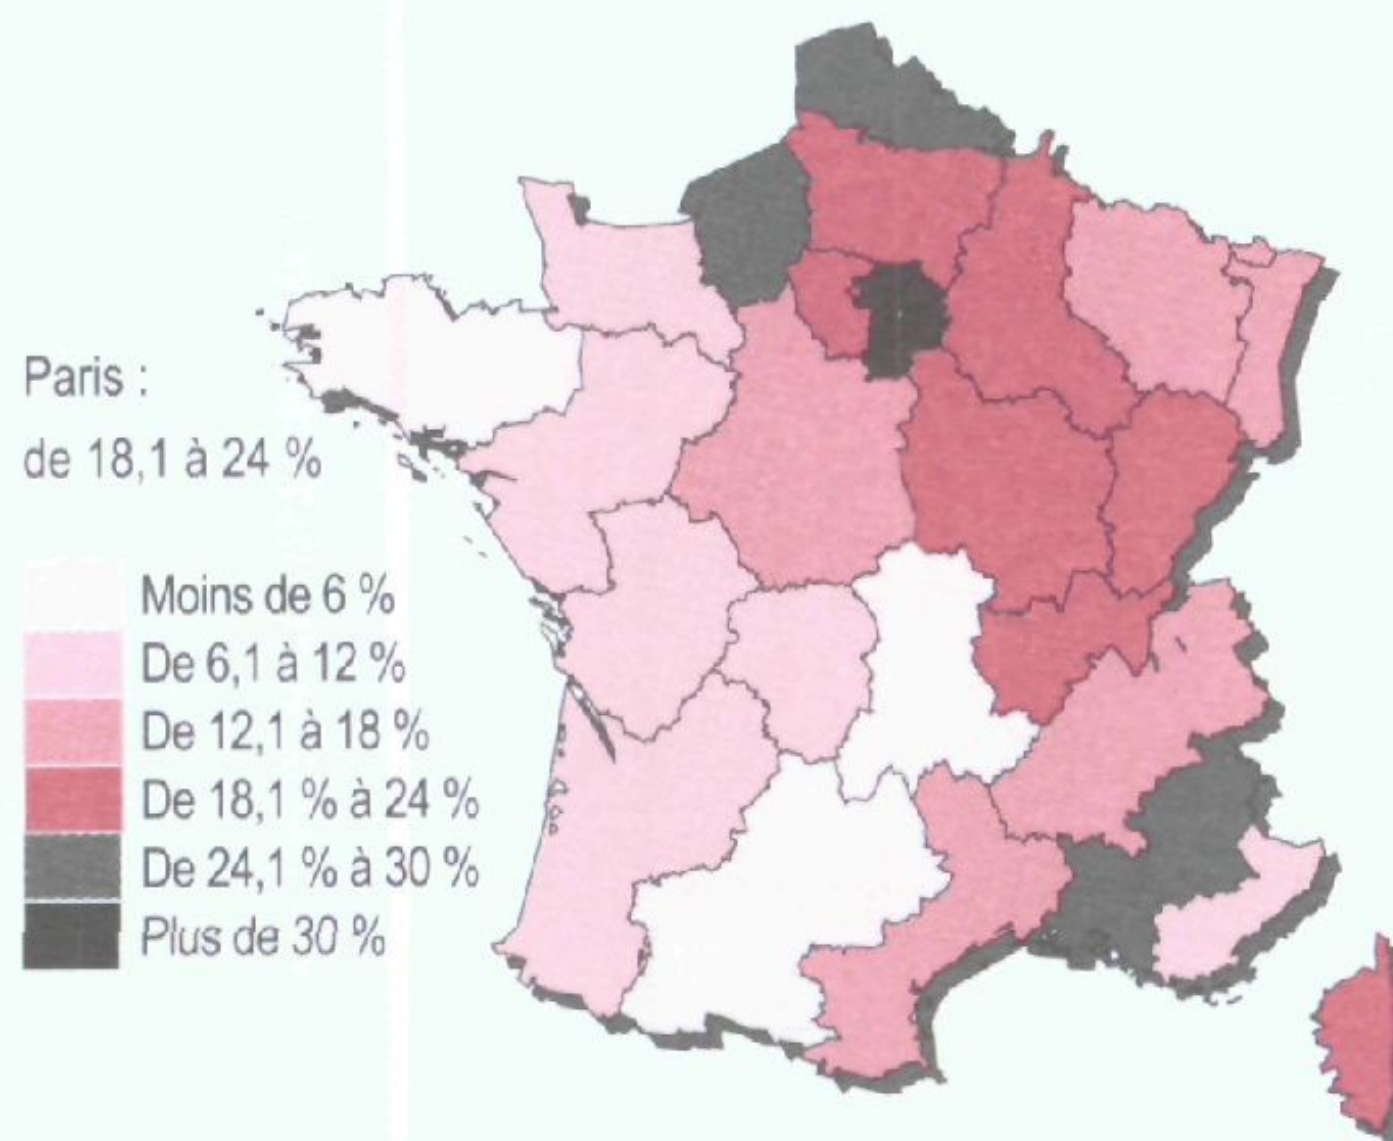 Paris :
de 18,1 à 24 %
Moins de 6 %
De 6,1 à 12 %
De 12,1 à 18 %
De 18,1 % à 24 %
De 24,1 % à 30 %
Plus de 30 %